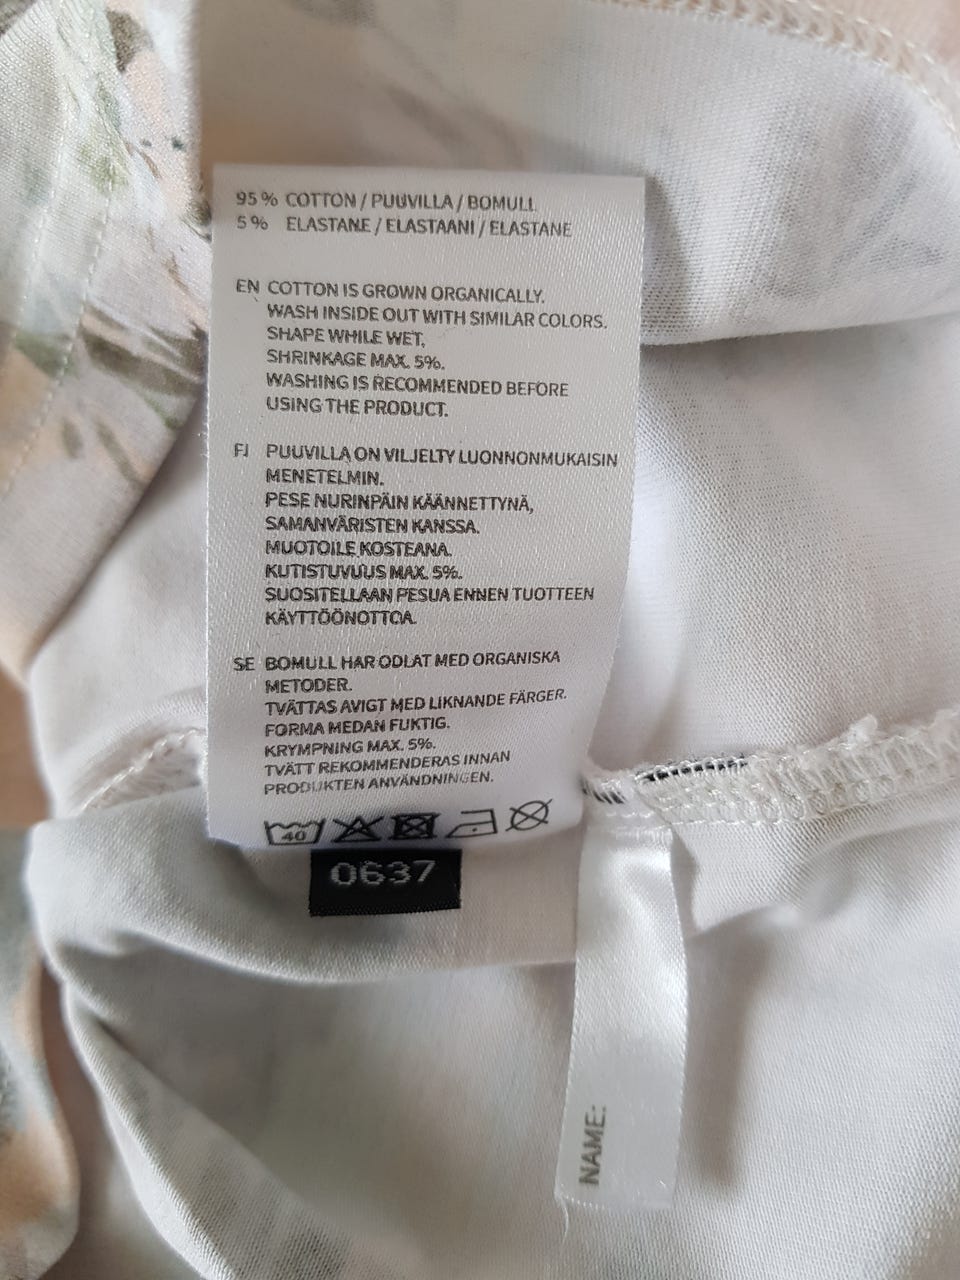 95 % COTTON / PUUVILLA / BOMULL
5 % ELASTANE / ELASTAANI / ELASTANE
EN COTTON IS GROWN ORGANICALLY.
WASH INSIDE OUT WITH SIMILAR COLORS.
SHAPE WHILE WET,
SHRINKAGE MAX. 5%.
WASHING IS RECOMMENDED BEFORE
USING THE PRODUCT.
FI PUUVILLA ON VILJELTY LUONNONMUKAISIN
MENETELMIN.
PESE NURINPÄIN KÄÄNNETTYNÄ,
SAMANVÄRISTEN KANSSA.
MUOTOILE KOSTEANA.
KUTISTUVUUS MAX. 5%.
SUOSITELLAAN PESUA ENNEN TUOTTEEN
KÄYTTÖÖNOTTOA.
SE BOMULL HAR ODLAT MED ORGANISKA
METODER.
TVÄTTAS AVIGT MED LIKNANDE FÄRGER.
FORMA MEDAN FUKTIG.
KRYMPNING MAX. 5%.
TVÄTT REKOMMENDERAS INNAN
PRODUKTEN ANVÄNDNINGEN.
40
0637
NAME: